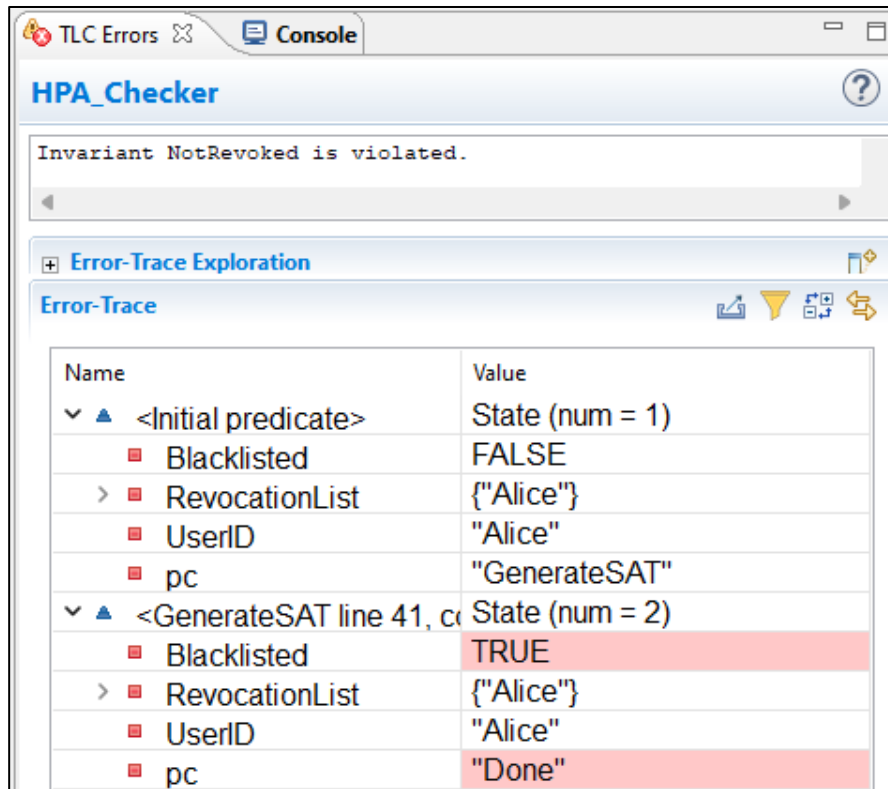 TLC Errors Console
HPA_Checker
Invariant NotRevoked is violated.
Error-Trace Exploration
Error-Trace
Name Value
<Initial predicate> State (num = 1)
Blacklisted FALSE
RevocationList {"Alice"}
UserID "Alice"
pc "GenerateSAT"
<GenerateSAT line 41, co State (num = 2)
Blacklisted TRUE
RevocationList {"Alice"}
UserID "Alice"
pc "Done"